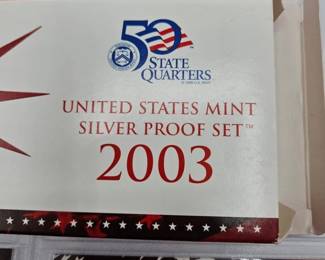 50
STATE
QUARTERS
UNITED STATES MINT
SILVER PROOF SET™
2003